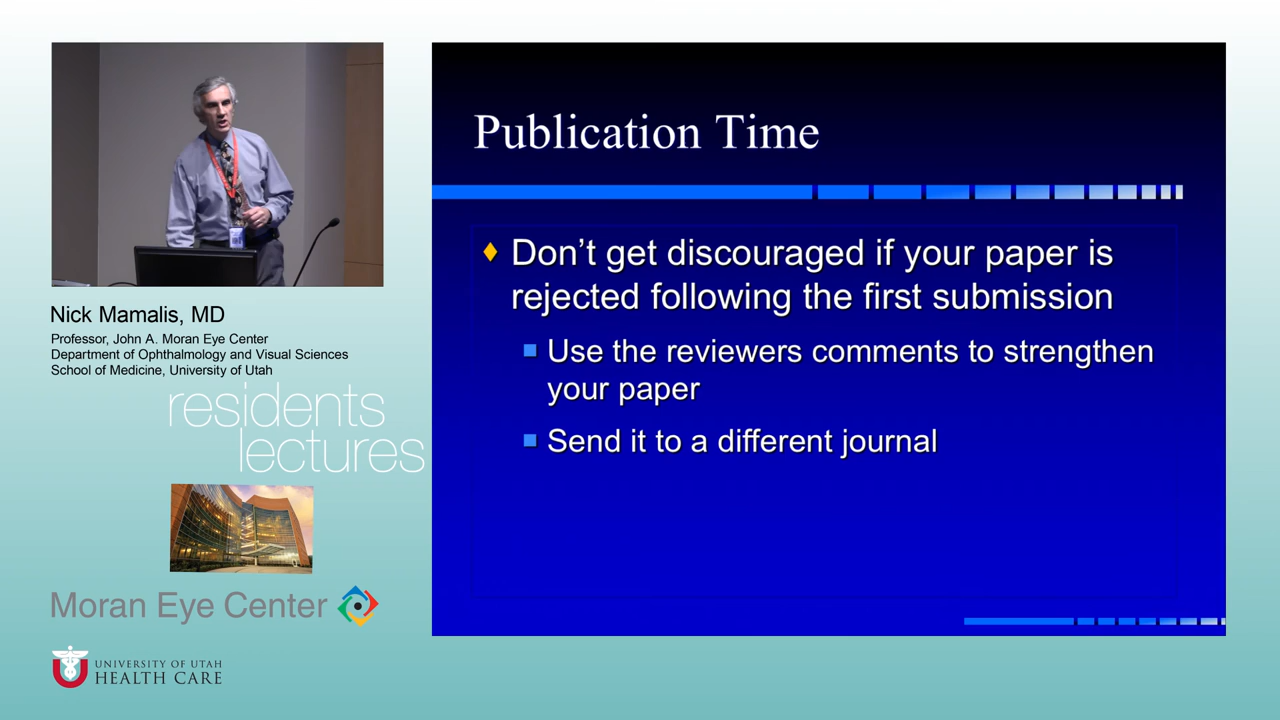 Publication Time
Don't get discouraged if your paper is
rejected following the first submission
Use the reviewers comments to strengthen
your paper
Send it to a different journal
Nick Mamalis, MD
Professor, John A. Moran Eye Center
Department of Ophthalmology and Visual Sciences
School of Medicine, University of Utah
residents
lectures
Moran Eye Center
UNIVERSITY OF UTAH
HEALTH CARE